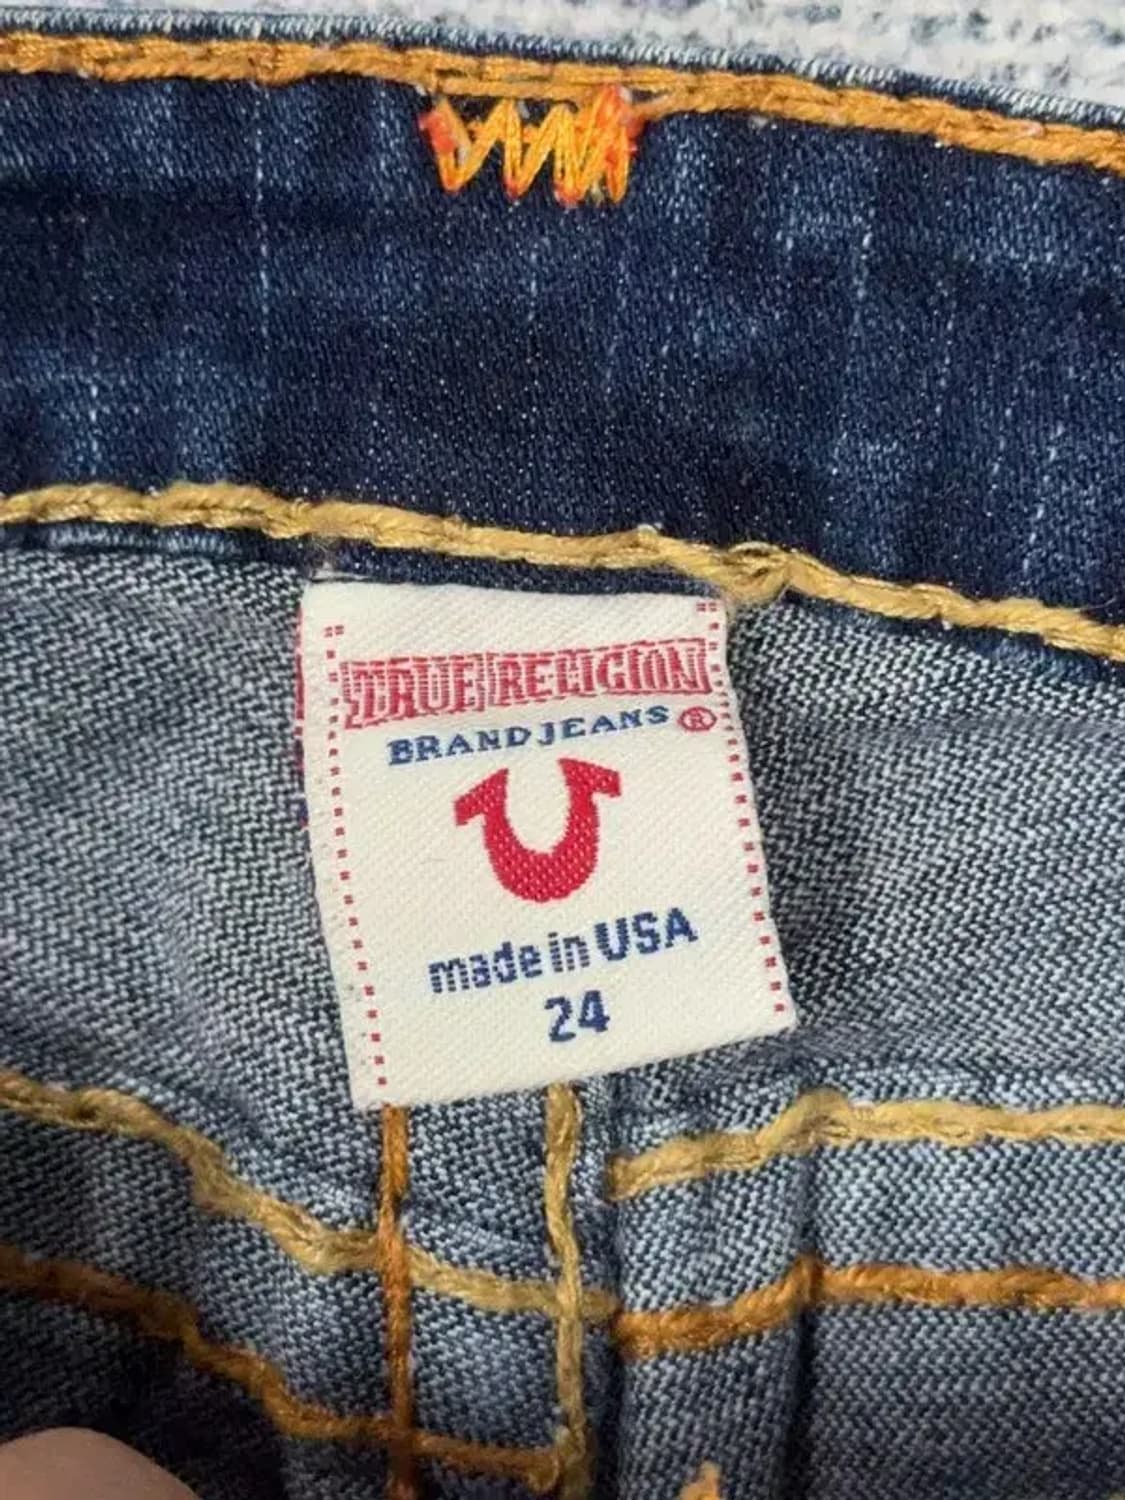 TRUE RELIGION
BRAND JEANS ®
made in USA
24